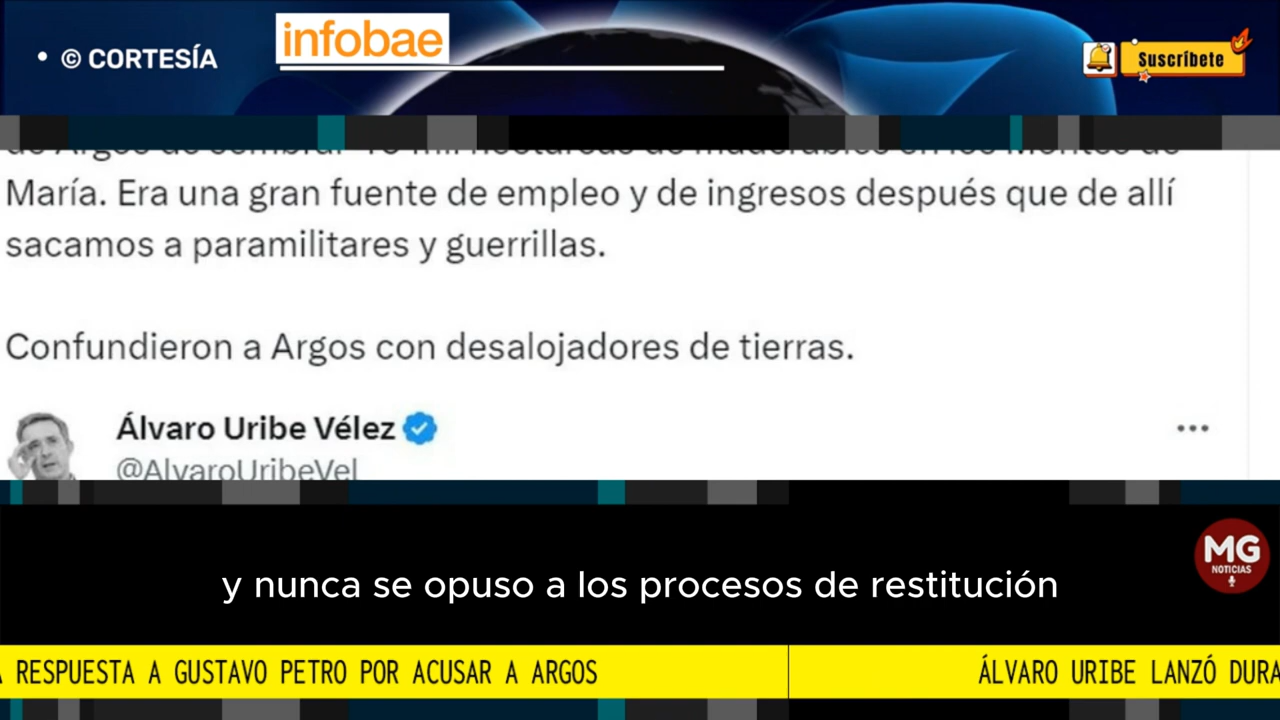 • © CORTESÍA
infobae
Suscríbete
María. Era una gran fuente de empleo y de ingresos después que de allí
sacamos a paramilitares y guerrillas.
Confundieron a Argos con desalojadores de tierras.
Álvaro Uribe Vélez
@AlvaroUribeVel
MG
NOTICIAS
y nunca se opuso a los procesos de restitución
RESPUESTA A GUSTAVO PETRO POR ACUSAR A ARGOS
ÁLVARO URIBE LANZÓ DURA